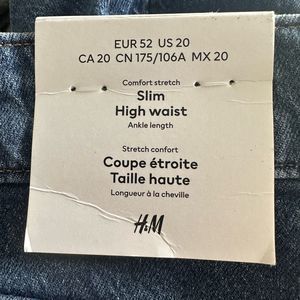 EUR 52 US 20
CA 20 CN 175/106A MX 20
Comfort stretch
Slim
High waist
Ankle length
Stretch confort
Coupe étroite
Taille haute
Longueur à la cheville
H&M